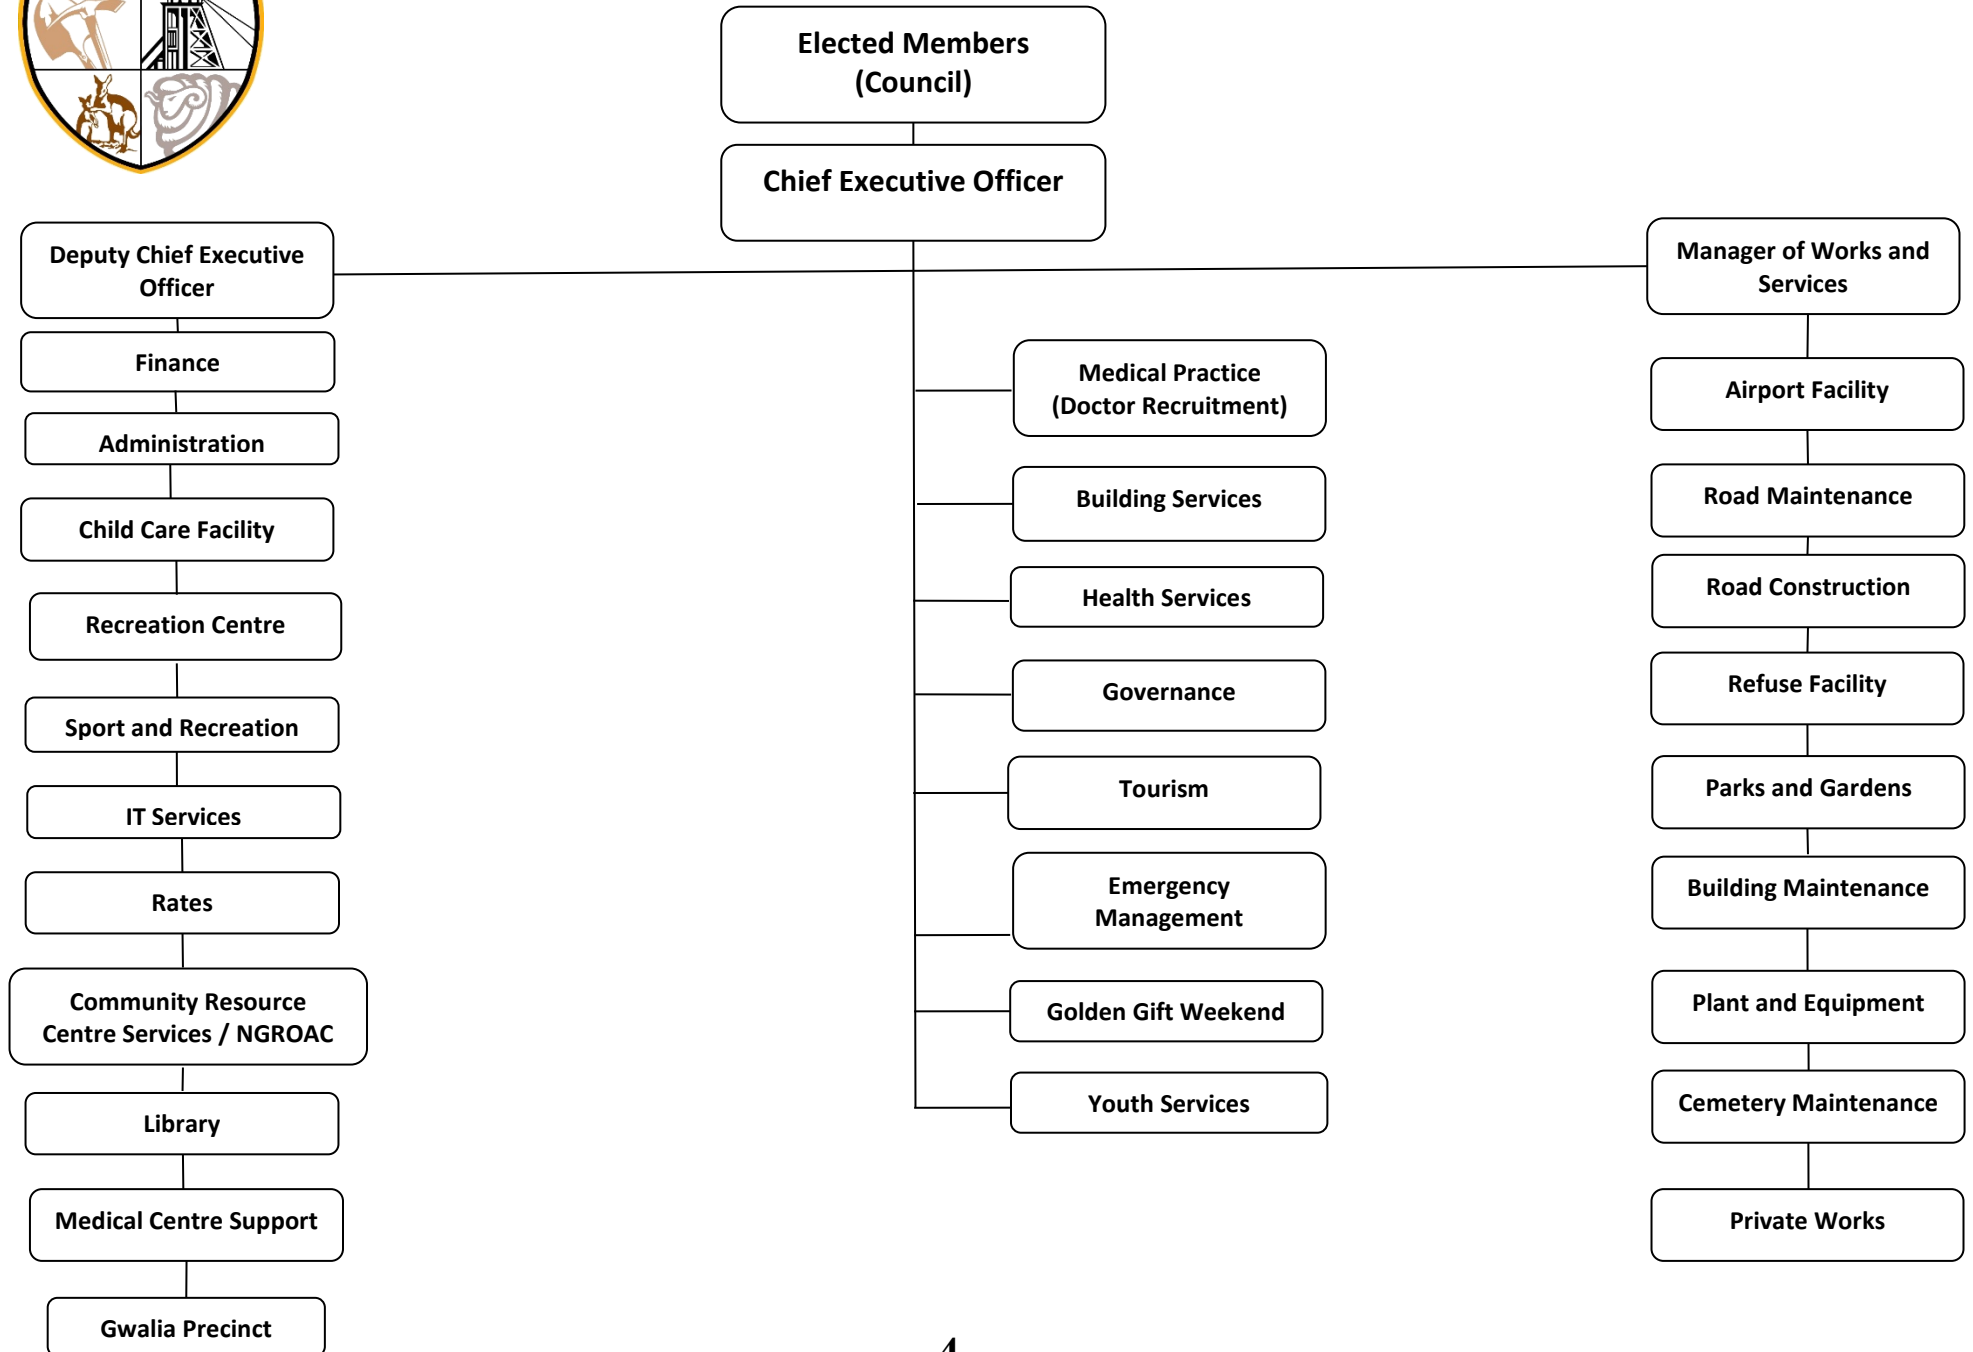 Elected Members
(Council)
Chief Executive Officer
Deputy Chief Executive
Officer
Finance
Administration
Child Care Facility
Recreation Centre
Sport and Recreation
IT Services
Rates
Community Resource
Centre Services / NGROAC
Library
Medical Centre Support
Gwalia Precinct
Medical Practice
(Doctor Recruitment)
Building Services
Health Services
Governance
Tourism
Emergency
Management
Golden Gift Weekend
Youth Services
Manager of Works and
Services
Airport Facility
Road Maintenance
Road Construction
Refuse Facility
Parks and Gardens
Building Maintenance
Plant and Equipment
Cemetery Maintenance
Private Works
4